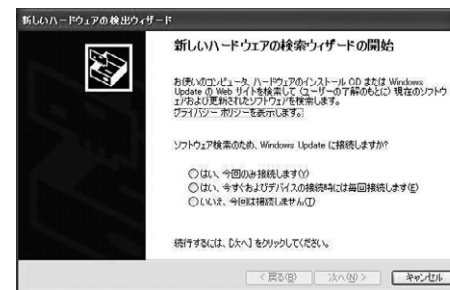 新しいハードウェアの検出ウィザード
新しいハードウェアの検索ウィザードの開始
お使いのコンピュータ、ハードウェアのインストール CD または Windows
Update の Web サイトを検索して (ユーザーの了解のもとに) 現在のソフトウ
ェアおよび更新されたソフトウェアを検索します。
プライバシー ポリシーを表示します。
ソフトウェア検索のため、Windows Update に接続しますか?
はい、今回のみ接続します(Y)
はい、今すぐおよびデバイスの接続時には毎回接続します(E)
いいえ、今回は接続しません(T)
続行するには、[次へ] をクリックしてください。
< 戻る(B)
次へ(N) >
キャンセル